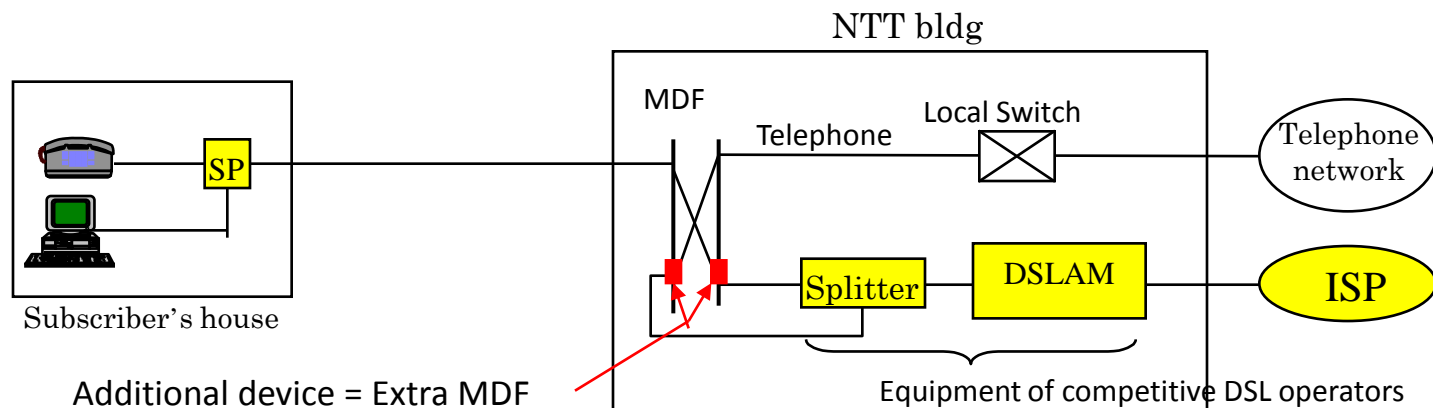 NTT bldg
MDF
Local Switch
Telephone
Telephone
network
SP
Splitter
DSLAM
ISP
Subscriber’s house
Additional device = Extra MDF
Equipment of competitive DSL operators